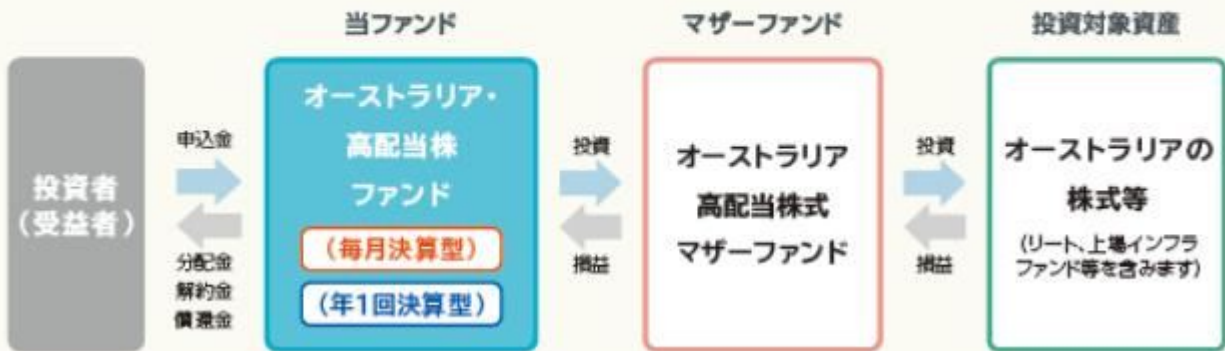 当ファンド
マザーファンド
投資対象資産
投資者
(受益者)
申込金
分配金
解約金
償還金
オーストラリア・
高配当株
ファンド
(毎月決算型)
(年1回決算型)
投資
損益
オーストラリア
高配当株式
マザーファンド
投資
損益
オーストラリアの
株式等
(リート、上場インフラ
ファンド等を含みます)